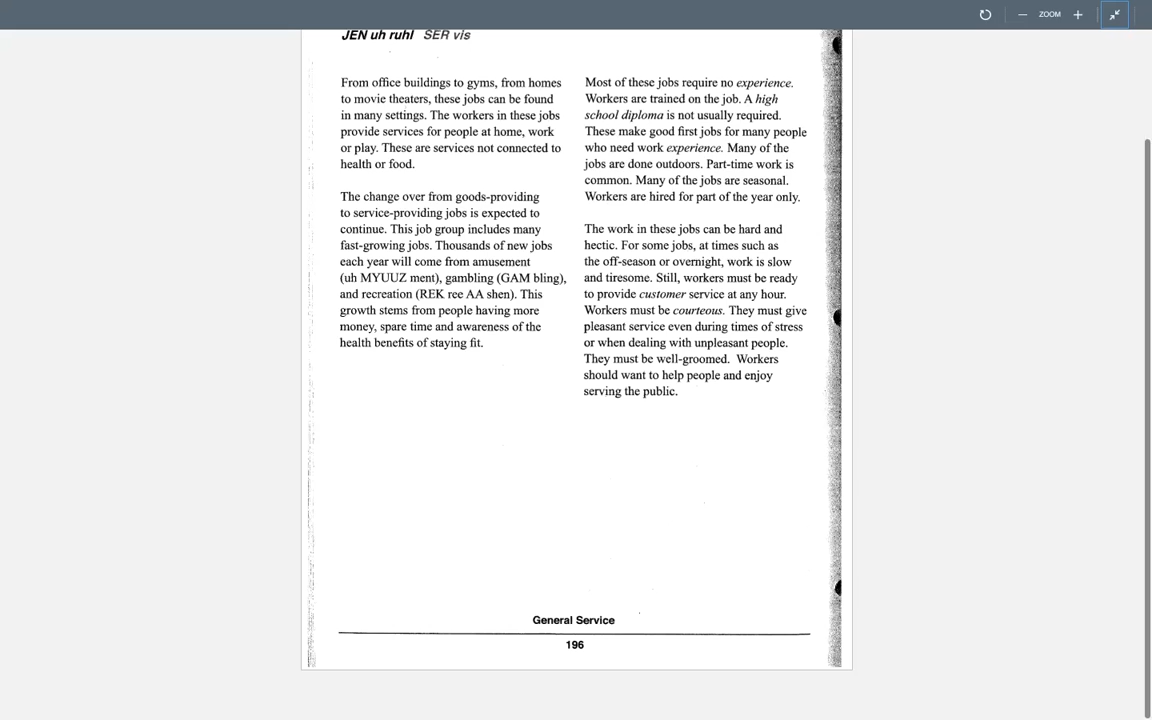 ZOOM
JEN uh ruhl SER vis
From office buildings to gyms, from homes
to movie theaters, these jobs can be found
in many settings. The workers in these jobs
provide services for people at home, work
or play. These are services not connected to
health or food.
The change over from goods-providing
to service-providing jobs is expected to
continue. This job group includes many
fast-growing jobs. Thousands of new jobs
each year will come from amusement
(uh MYUUZ ment), gambling (GAM bling),
and recreation (REK ree AA shen). This
growth stems from people having more
money, spare time and awareness of the
health benefits of staying fit.
Most of these jobs require no experience.
Workers are trained on the job. A high
school diploma is not usually required.
These make good first jobs for many people
who need work experience. Many of the
jobs are done outdoors. Part-time work is
common. Many of the jobs are seasonal.
Workers are hired for part of the year only.
The work in these jobs can be hard and
hectic. For some jobs, at times such as
the off-season or overnight, work is slow
and tiresome. Still, workers must be ready
to provide customer service at any hour.
Workers must be courteous. They must give
pleasant service even during times of stress
or when dealing with unpleasant people.
They must be well-groomed. Workers
should want to help people and enjoy
serving the public.
General Service
196